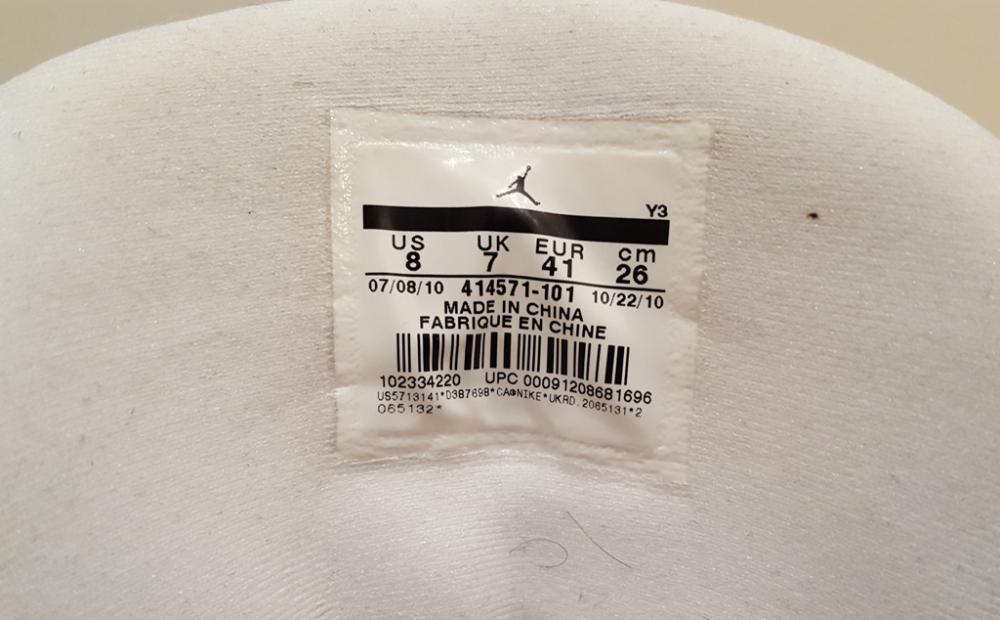 Y3
US UK EUR cm
8 7 41 26
07/08/10 414571-101 10/22/10
MADE IN CHINA
FABRIQUE EN CHINE
102334220 UPC 00091208681696
US5713141*D387698*CA@NIKE*UKRD.2065131*2
065132*